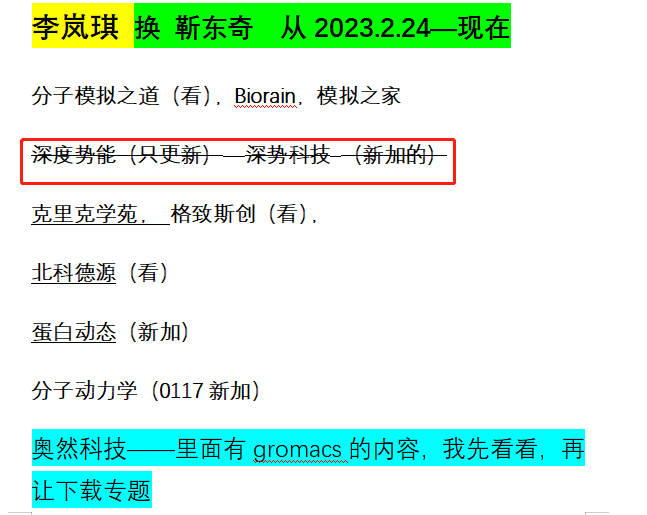 李岚琪 换 靳东奇 从 2023.2.24—现在
分子模拟之道（看），Biorain，模拟之家
深度势能（只更新）—深势科技 （新加的）
克里克学苑， 格致斯创（看），
北科德源（看）
蛋白动态（新加）
分子动力学（0117 新加）
奥然科技——里面有 gromacs 的内容，我先看看，再
让下载专题